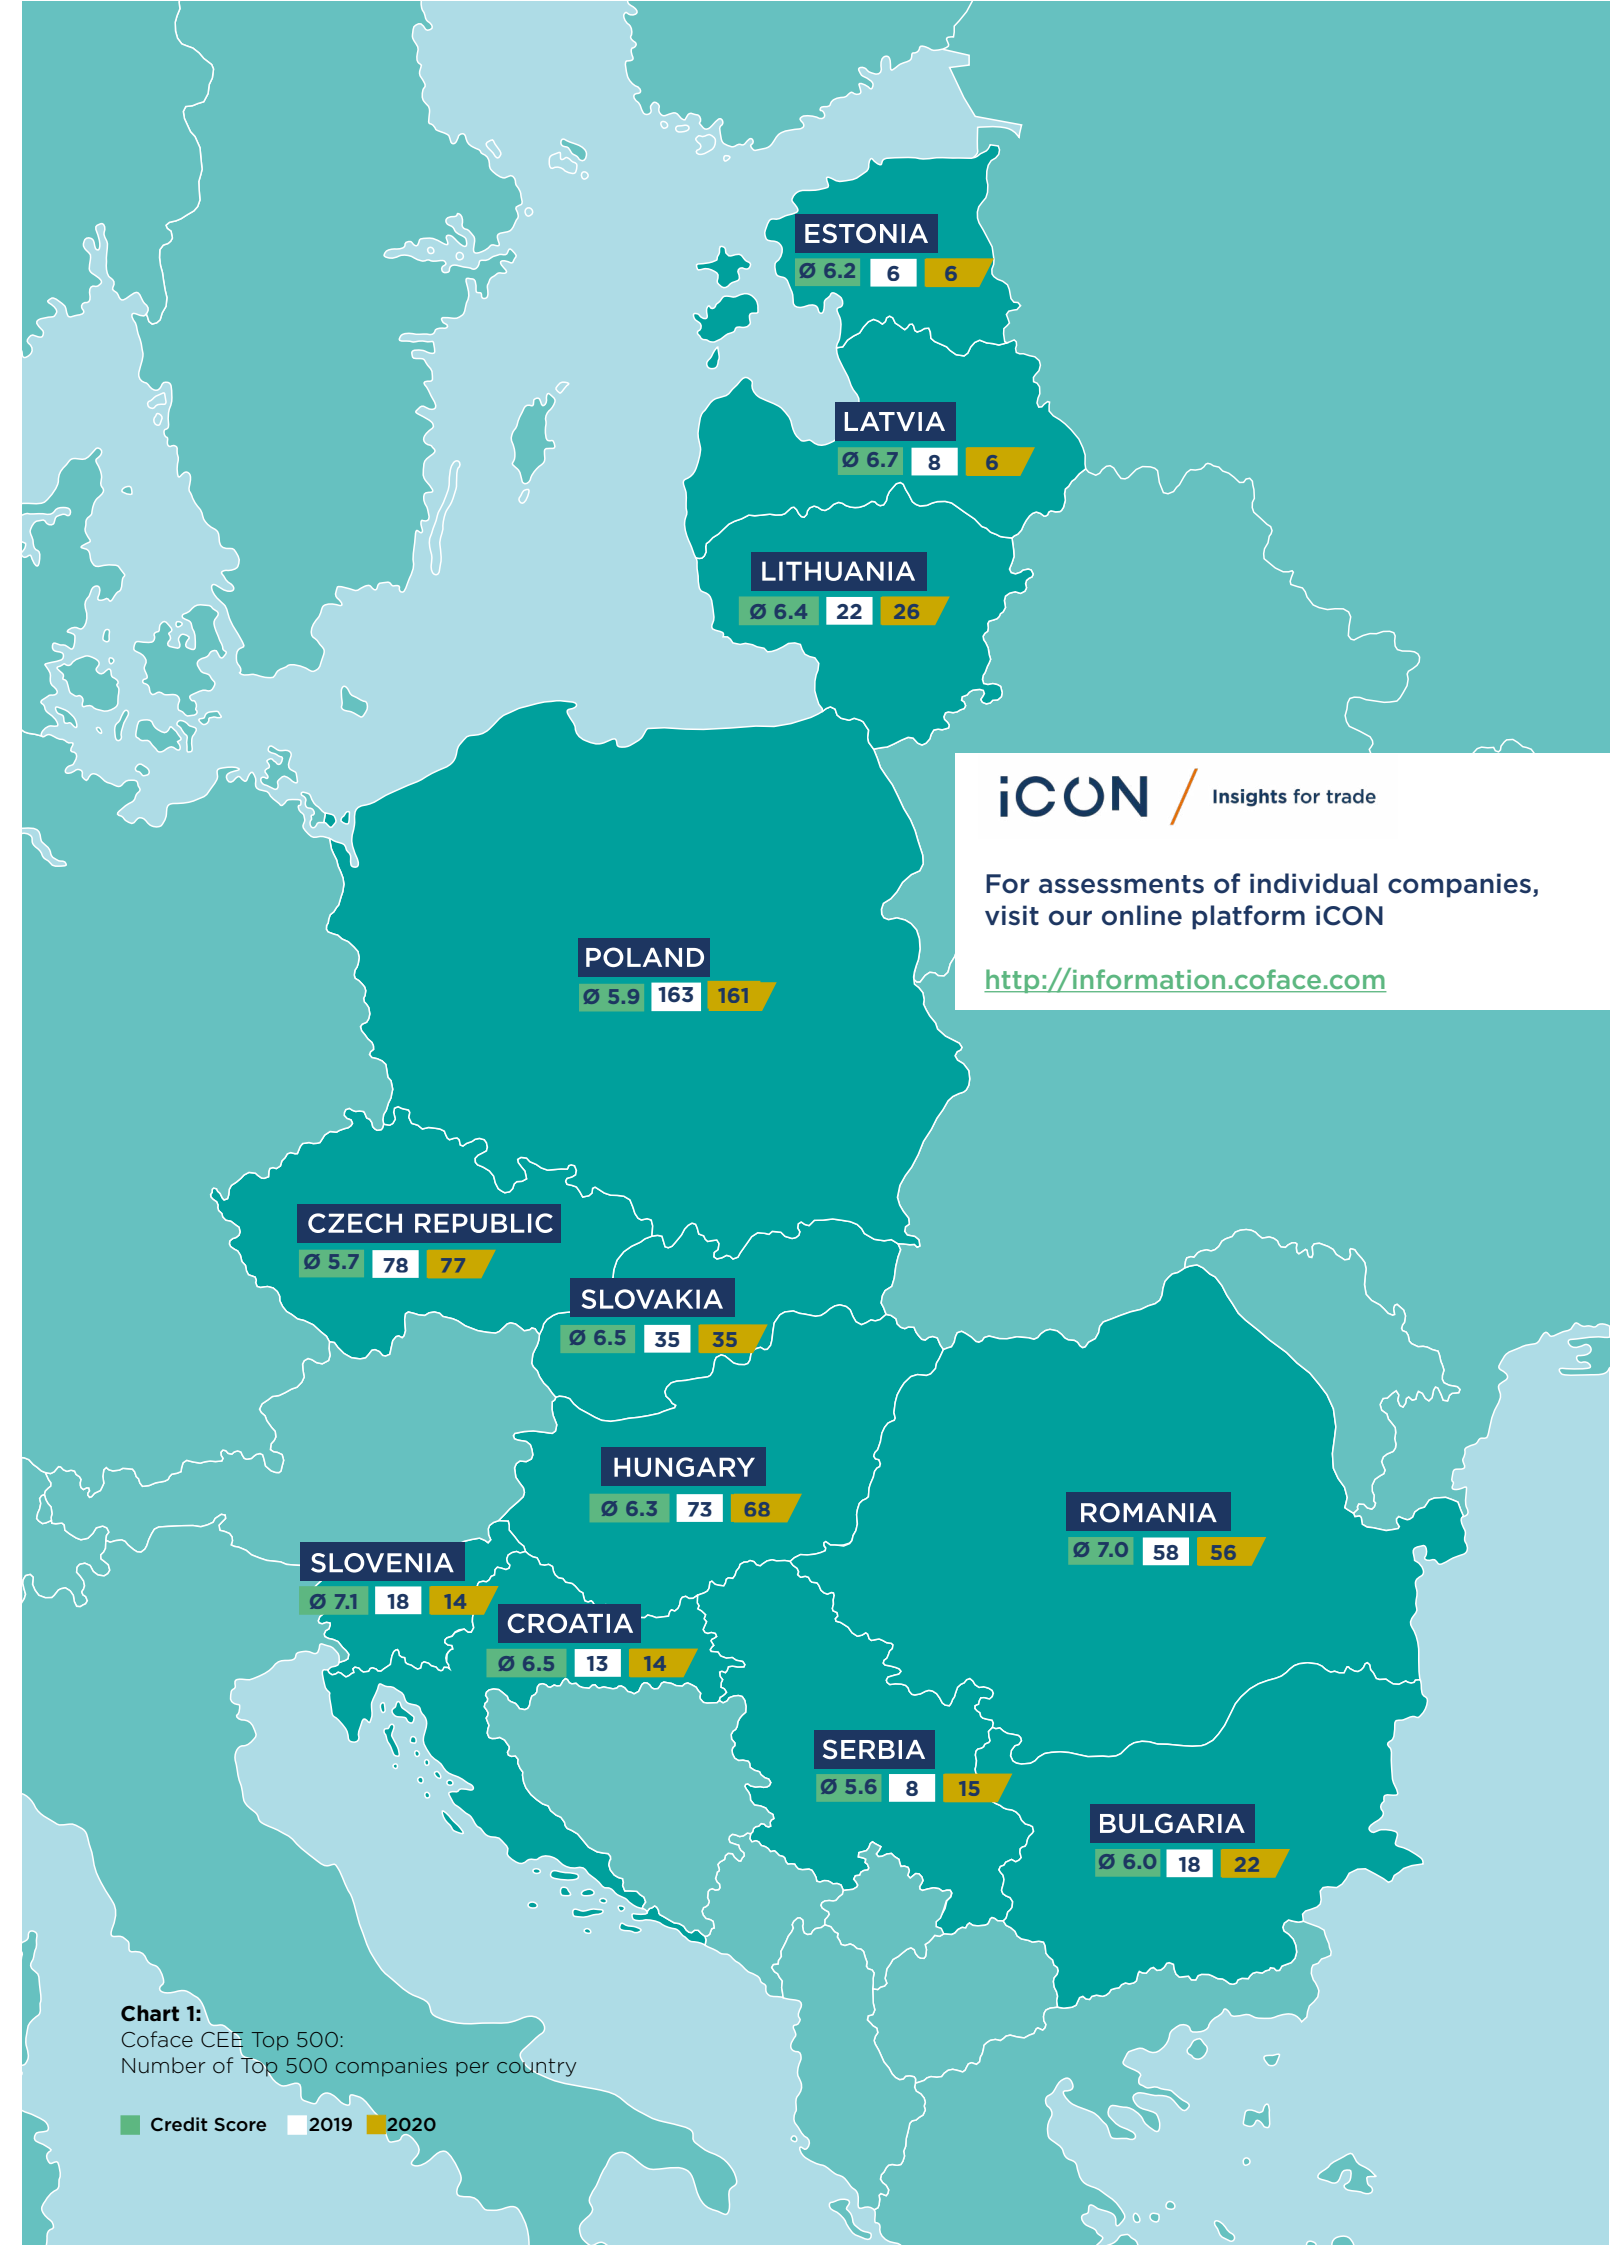 ESTONIA
Ø 6.2 6 6
LATVIA
Ø 6.7 8 6
LITHUANIA
Ø 6.4 22 26
iCON Insights for trade
For assessments of individual companies,
visit our online platform iCON
http://information.coface.com
POLAND
Ø 5.9 163 161
CZECH REPUBLIC
Ø 5.7 78 77
SLOVAKIA
Ø 6.5 35 35
HUNGARY
Ø 6.3 73 68
ROMANIA
Ø 7.0 58 56
SLOVENIA
Ø 7.1 18 14
CROATIA
Ø 6.5 13 14
SERBIA
Ø 5.6 8 15
BULGARIA
Ø 6.0 18 22
Chart 1:
Coface CEE Top 500:
Number of Top 500 companies per country
Credit Score 2019 2020